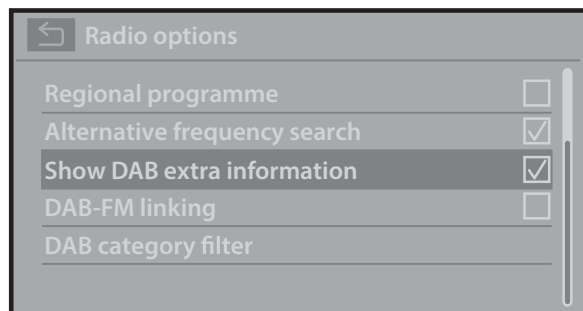 Radio options
Regional programme
Alternative frequency search
Show DAB extra information
DAB-FM linking
DAB category filter